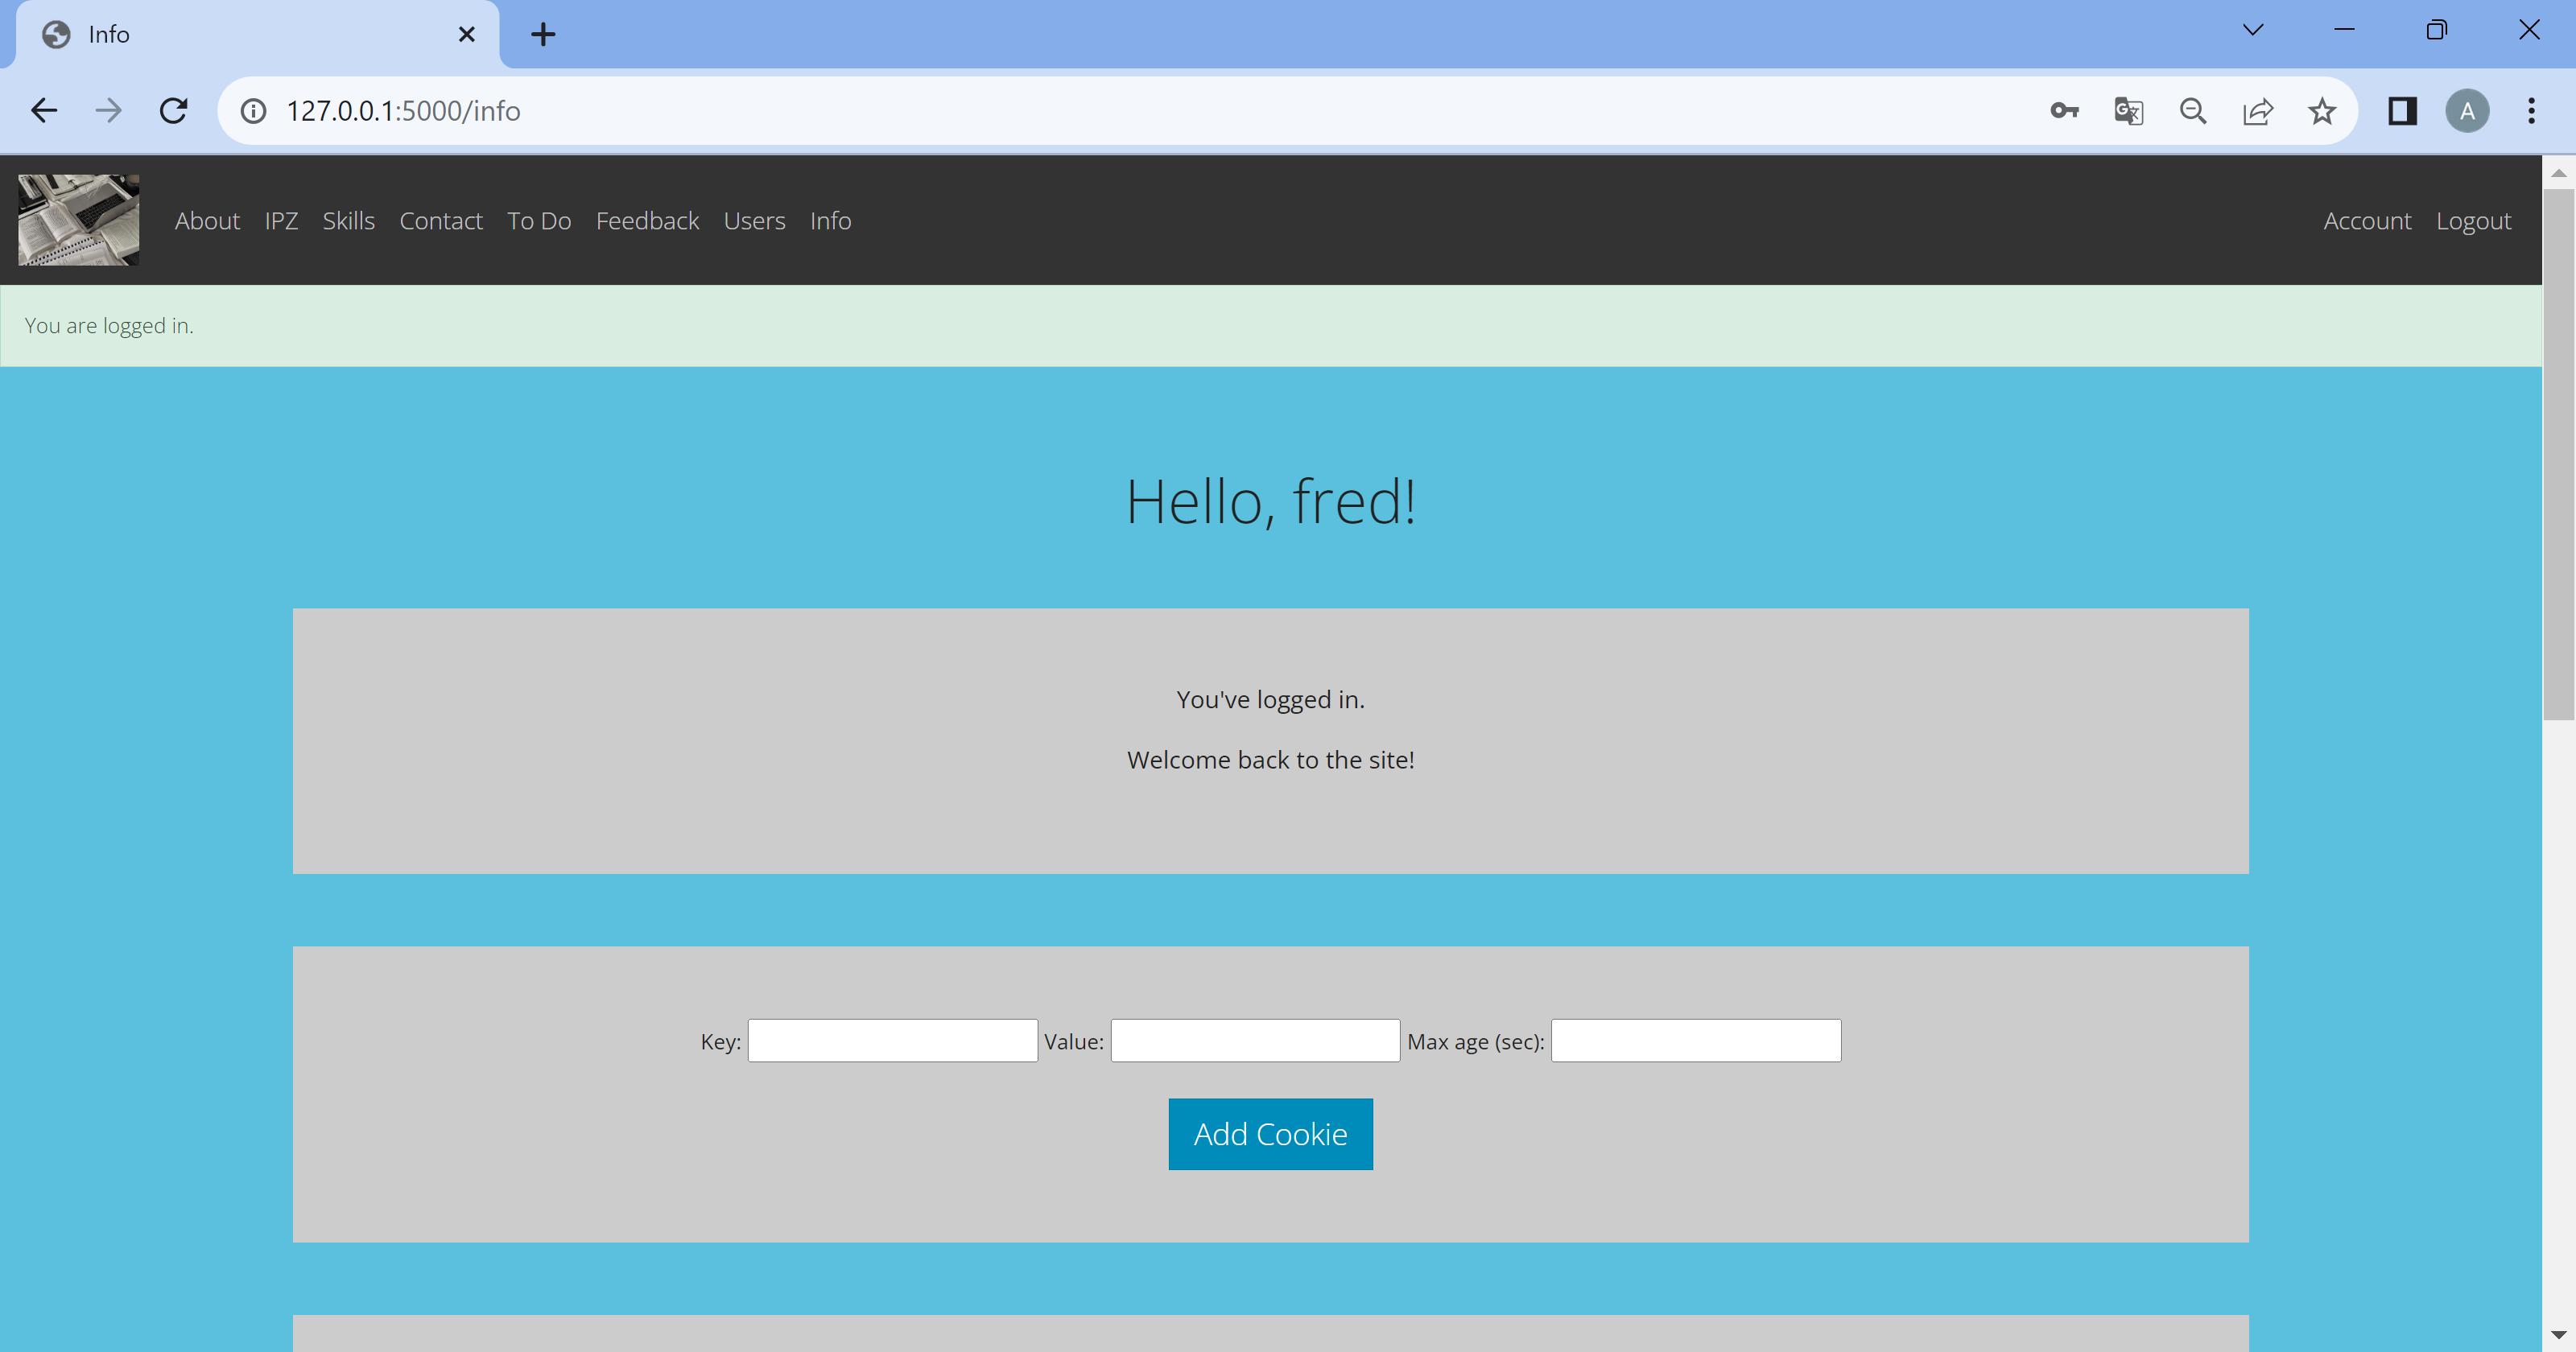 Info
127.0.0.1:5000/info
A
About IPZ Skills Contact To Do Feedback Users Info Account Logout
You are logged in.
Hello, fred!
You've logged in.
Welcome back to the site!
Key: Value: Max age (sec):
Add Cookie